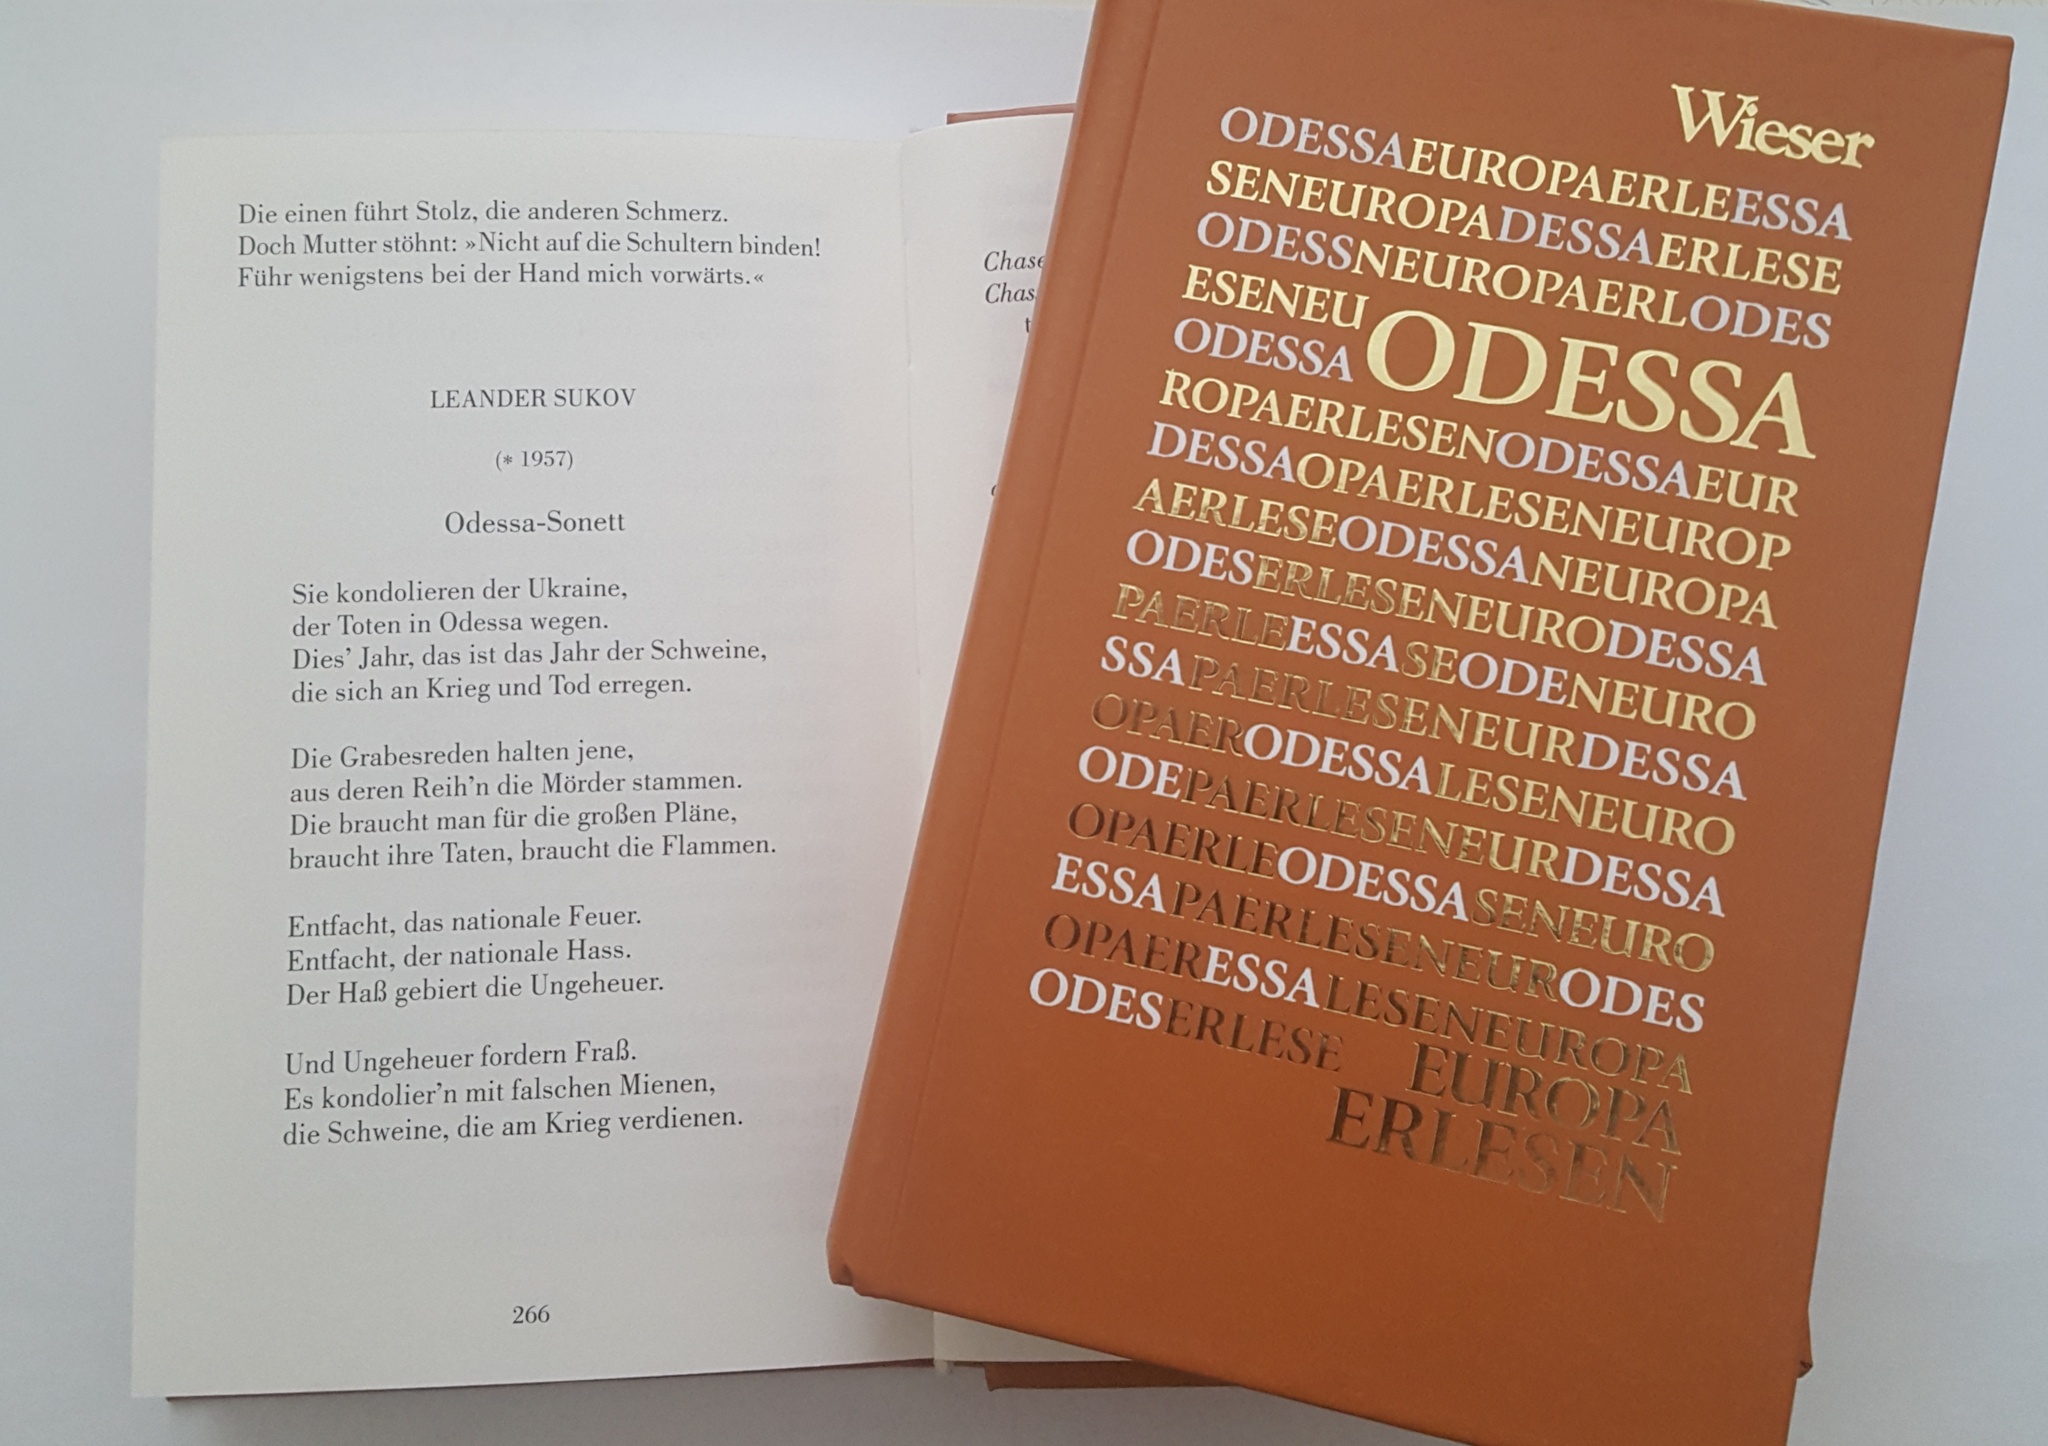 Die einen führt Stolz, die anderen Schmerz.
Doch Mutter stöhnt: »Nicht auf die Schultern binden!
Führ wenigstens bei der Hand mich vorwärts.«
LEANDER SUKOV
(* 1957)
Odessa-Sonett
Sie kondolieren der Ukraine,
der Toten in Odessa wegen.
Dies’ Jahr, das ist das Jahr der Schweine,
die sich an Krieg und Tod erregen.
Die Grabesreden halten jene,
aus deren Reih’n die Mörder stammen.
Die braucht man für die großen Pläne,
braucht ihre Taten, braucht die Flammen.
Entfacht, das nationale Feuer.
Entfacht, der nationale Hass.
Der Haß gebiert die Ungeheuer.
Und Ungeheuer fordern Fraß.
Es kondolier’n mit falschen Mienen,
die Schweine, die am Krieg verdienen.
266
Wieser
ODESSAEUROPAERLEESSA
SENEUROPADESSAERLESE
ODESSNEUROPAERLODES
ESENEU
ODESSA
ODESSA
ROPAERLESENODESSAEUR
DESSAOPAERLESENEUROP
AERLESEODESSANEUROPA
ODESERLESENEURODESSA
PAERLEESSASEODENEURO
SSAPAERLESENEURDESSA
OPAERODESSALESENEURO
ODEPAERLESENEURDESSA
OPAERLEODESSASENEURO
ESSAPAERLESENEURODES
OPAERESSALESENEUROPA
ODESERLESE
EUROPA
ERLESEN